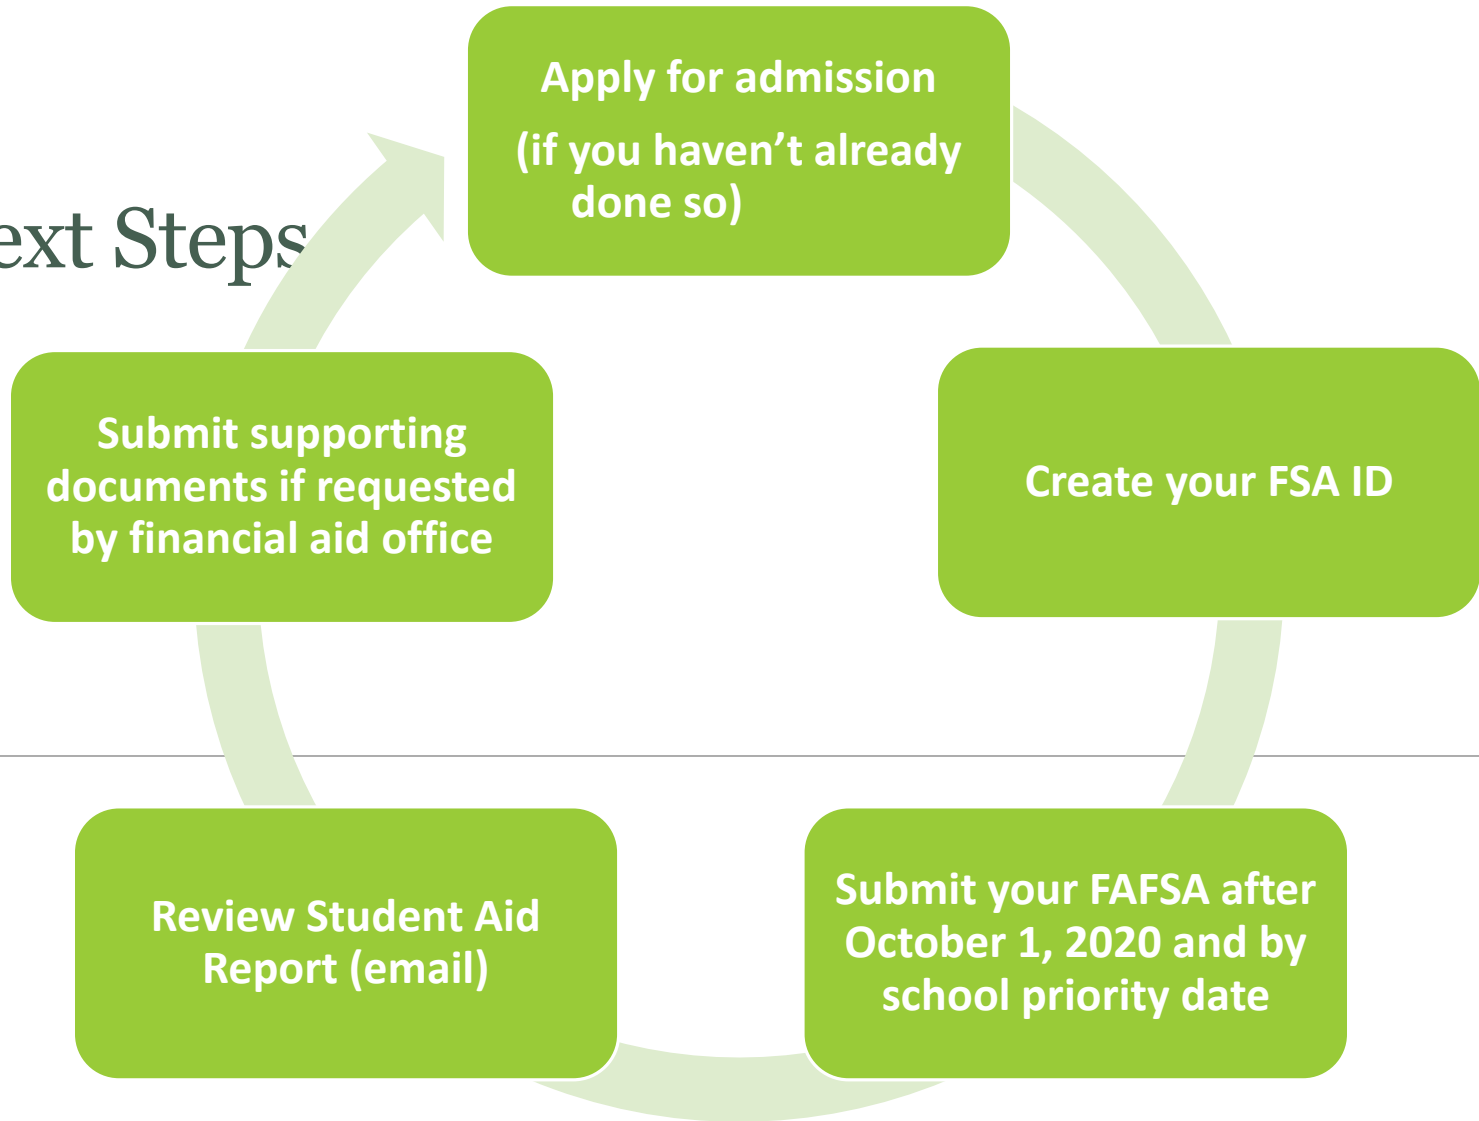 ext Steps
Apply for admission
(if you haven’t already
done so)
Create your FSA ID
Submit your FAFSA after
October 1, 2020 and by
school priority date
Review Student Aid
Report (email)
Submit supporting
documents if requested
by financial aid office